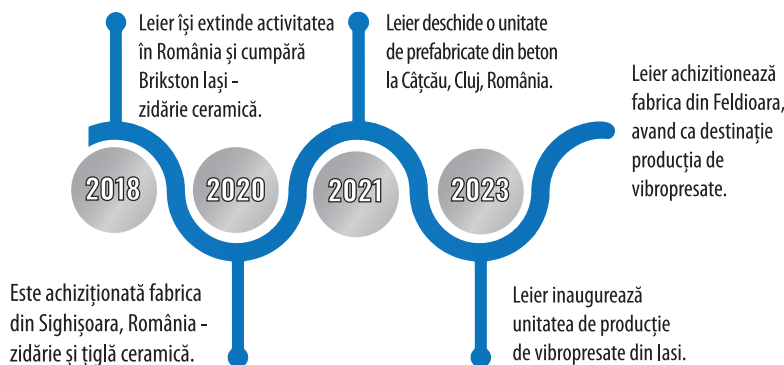 Leier își extinde activitatea
în România și cumpără
Brikston Iași -
zidărie ceramică.
Leier deschide o unitate
de prefabricate din beton
la Câțcău, Cluj, România.
Leier achizitionează
fabrica din Feldioara,
avand ca destinație
producția de
vibropresate.
2018
2020
2021
2023
Este achiziționată fabrica
din Sighișoara, România -
zidărie și țiglă ceramică.
Leier inaugurează
unitatea de producție
de vibropresate din Iasi.